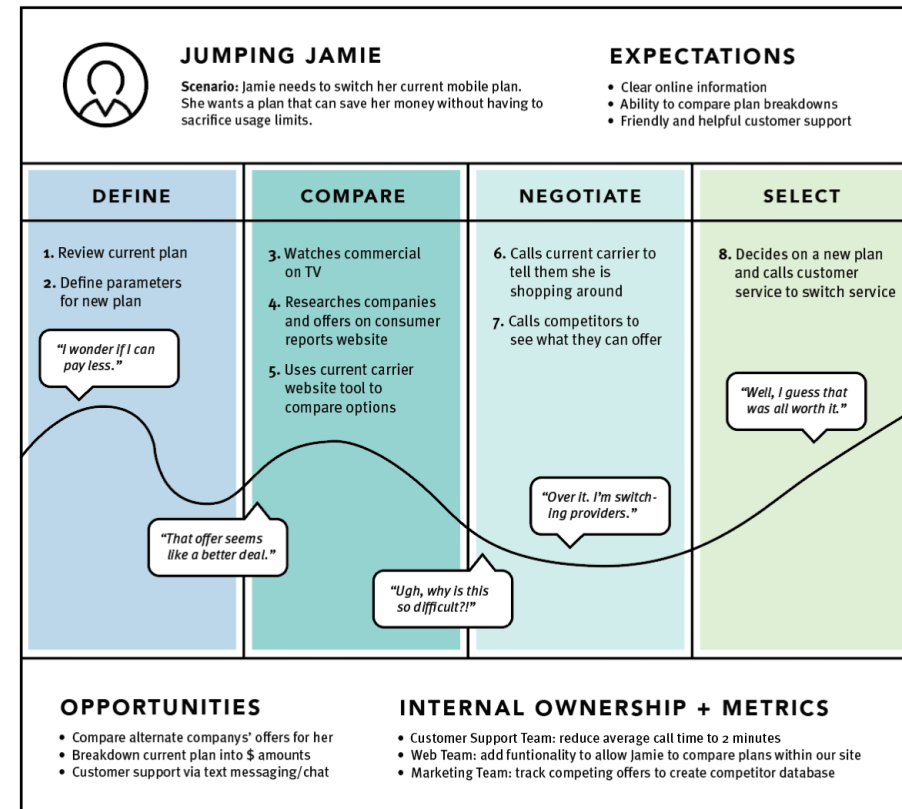 JUMPING JAMIE
Scenario: Jamie needs to switch her current mobile plan.
She wants a plan that can save her money without having to
sacrifice usage limits.
EXPECTATIONS
• Clear online information
• Ability to compare plan breakdowns
• Friendly and helpful customer support
DEFINE
1. Review current plan
2. Define parameters
for new plan
"I wonder if I can
pay less."
COMPARE
3. Watches commercial
on TV
4. Researches companies
and offers on consumer
reports website
5. Uses current carrier
website tool to
compare options
"That offer seems
like a better deal."
NEGOTIATE
6. Calls current carrier to
tell them she is
shopping around
7. Calls competitors to
see what they can offer
"Ugh, why is this
so difficult?!"
"Over it. I'm switch-
ing providers."
SELECT
8. Decides on a new plan
and calls customer
service to switch service
"Well, I guess that
was all worth it."
OPPORTUNITIES
• Compare alternate companys' offers for her
• Breakdown current plan into $ amounts
• Customer support via text messaging/chat
INTERNAL OWNERSHIP + METRICS
• Customer Support Team: reduce average call time to 2 minutes
• Web Team: add funtionality to allow Jamie to compare plans within our site
• Marketing Team: track competing offers to create competitor database